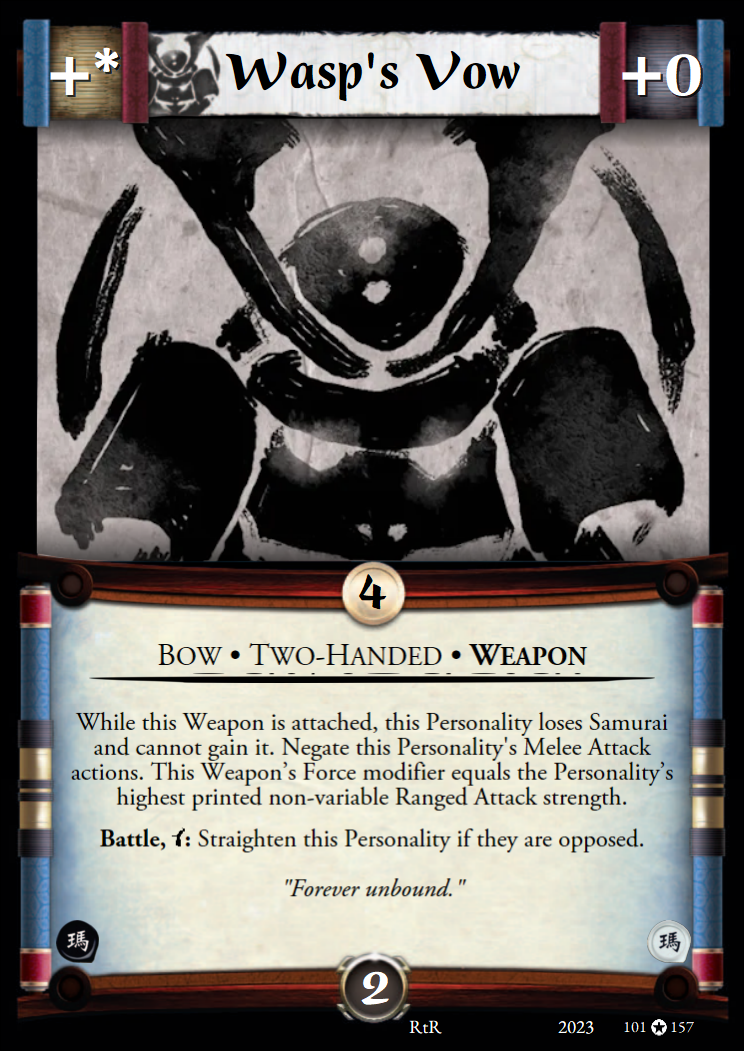 +*
Wasp's Vow
+0
4
BOW • TWO-HANDED • WEAPON
While this Weapon is attached, this Personality loses Samurai
and cannot gain it. Negate this Personality's Melee Attack
actions. This Weapon’s Force modifier equals the Personality’s
highest printed non-variable Ranged Attack strength.
Battle, : Straighten this Personality if they are opposed.
"Forever unbound."
瑪
瑪
2
RtR 2023 101 157